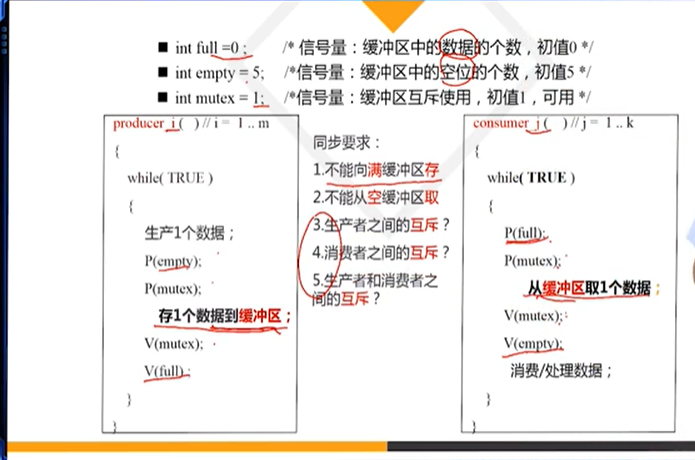 ■ int full =0 ; /* 信号量：缓冲区中的数据的个数，初值0 */
■ int empty = 5; /*信号量：缓冲区中的空位的个数，初值5 */
■ int mutex = 1; /*信号量：缓冲区互斥使用，初值1，可用 */
producer_i ( ) // i = 1 .. m
{
while( TRUE )
{
生产1个数据；
P(empty);
P(mutex);
存1个数据到缓冲区；
V(mutex);
V(full) ;
}
}
同步要求：
1.不能向满缓冲区存
2.不能从空缓冲区取
3.生产者之间的互斥？
4.消费者之间的互斥？
5.生产者和消费者之
间的互斥？
consumer_j ( ) // j = 1 .. k
{
while( TRUE )
{
P(full);
P(mutex);
从缓冲区取1个数据；
V(mutex);
V(empty);
消费/处理数据；
}
}